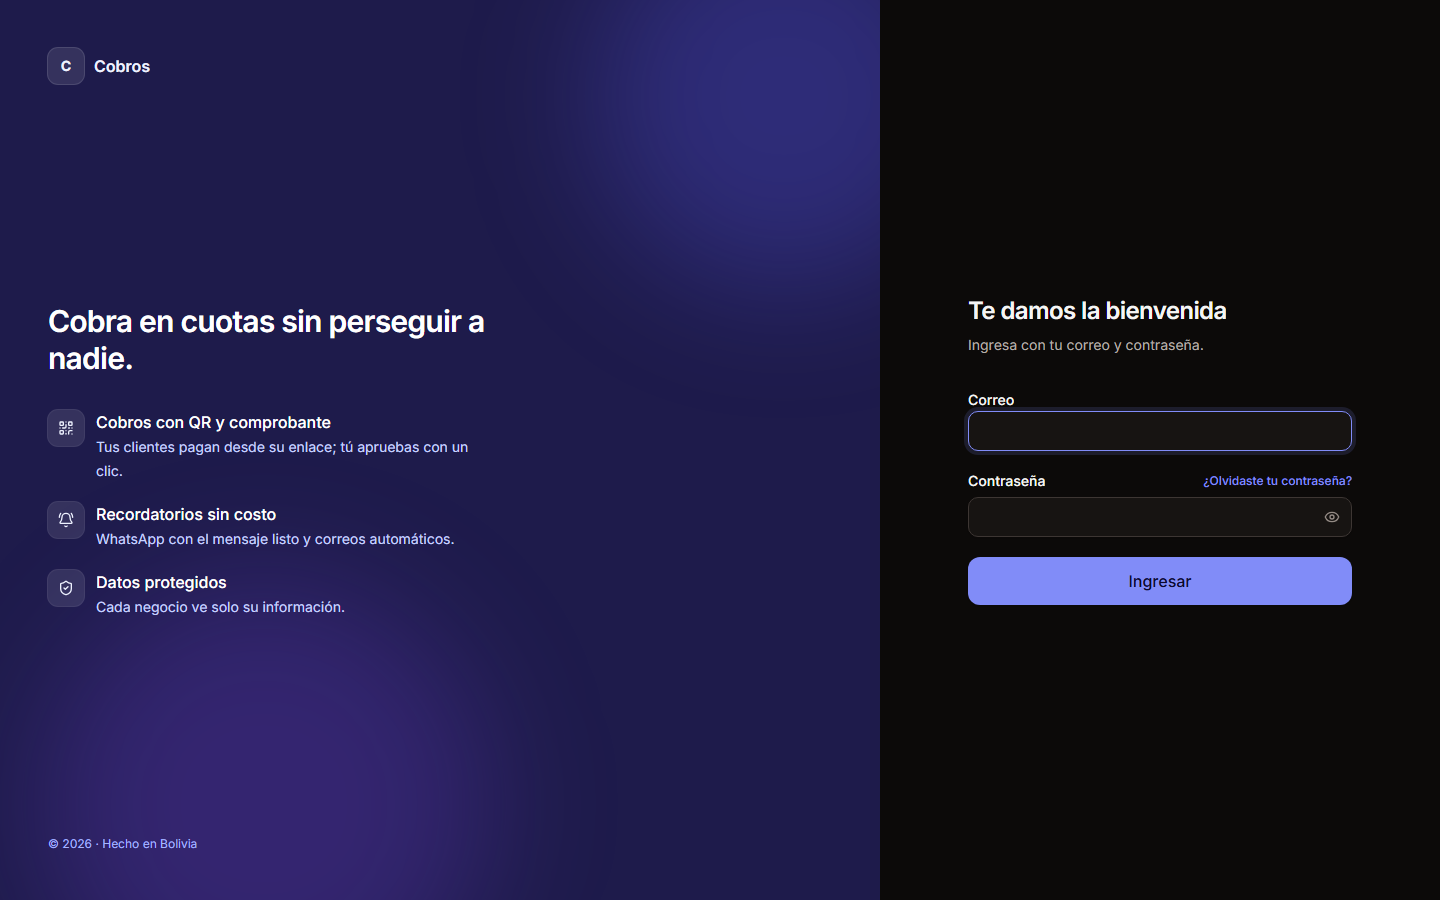 C
Cobros
Cobra en cuotas sin perseguir a
nadie.
Cobros con QR y comprobante
Tus clientes pagan desde su enlace; tú apruebas con un
clic.
Recordatorios sin costo
WhatsApp con el mensaje listo y correos automáticos.
Datos protegidos
Cada negocio ve solo su información.
© 2026 · Hecho en Bolivia
Te damos la bienvenida
Ingresa con tu correo y contraseña.
Correo
Contraseña
¿Olvidaste tu contraseña?
Ingresar